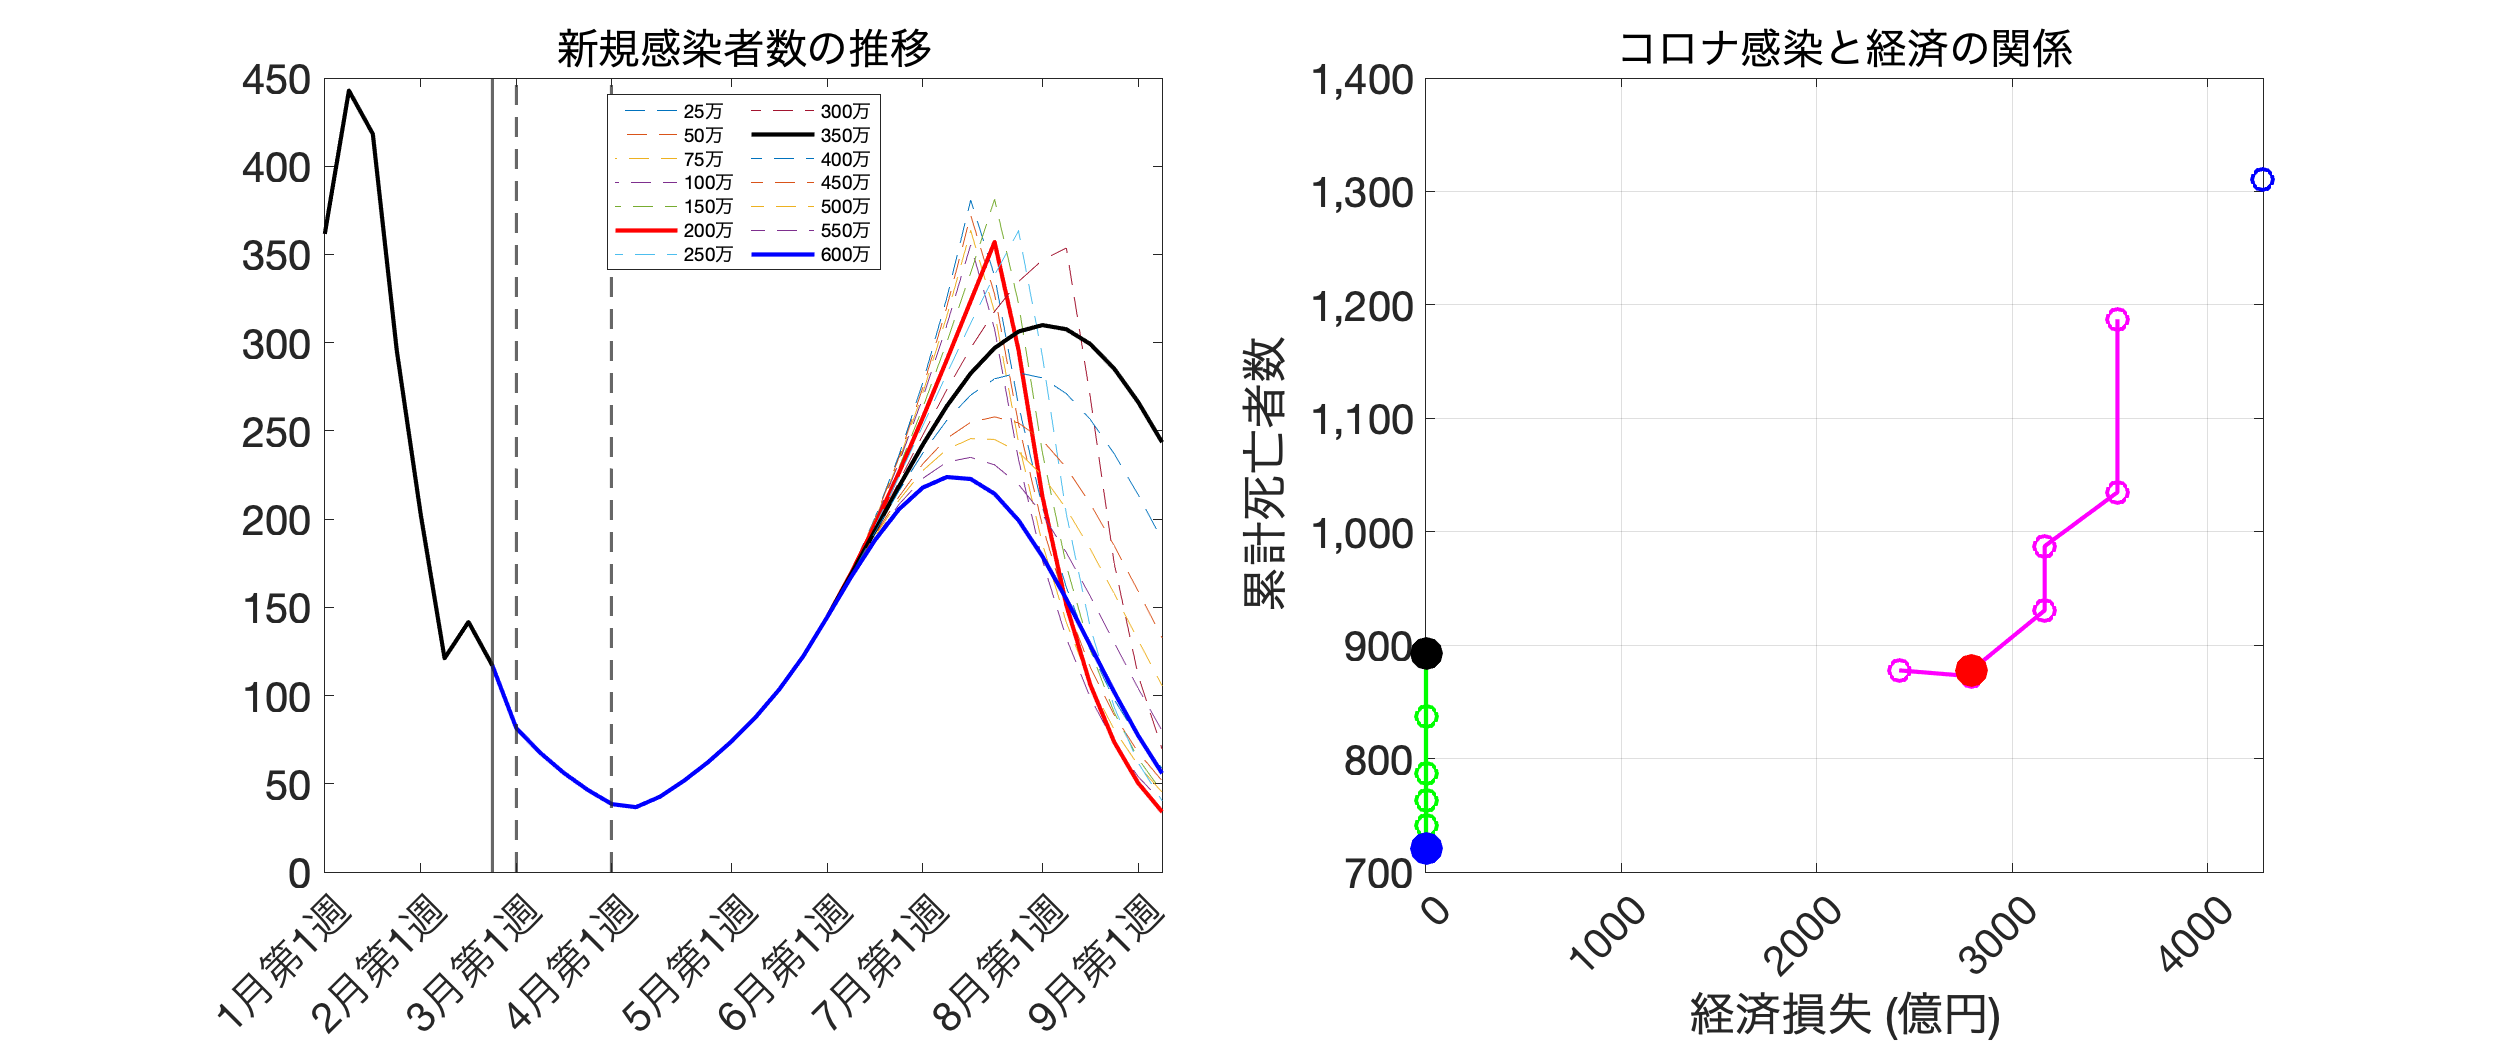 新規感染者数の推移
450
400
350
300
250
200
150
100
50
0
25万
50万
75万
100万
150万
200万
250万
300万
350万
400万
450万
500万
550万
600万
1月第1週
2月第1週
3月第1週
4月第1週
5月第1週
6月第1週
7月第1週
8月第1週
9月第1週
コロナ感染と経済の関係
累計死亡者数
1,400
1,300
1,200
1,100
1,000
900
800
700
0
1000
2000
3000
4000
経済損失 (億円)